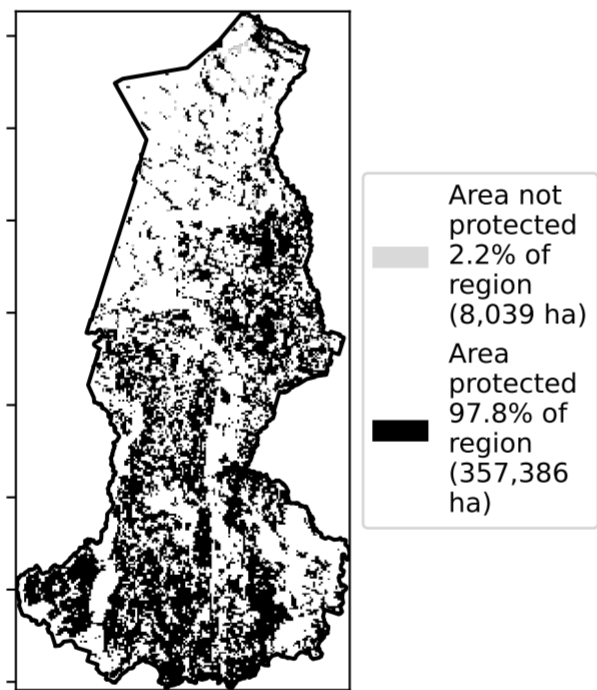 Area not
protected
2.2% of
region
(8,039 ha)
Area
protected
97.8% of
region
(357,386
ha)